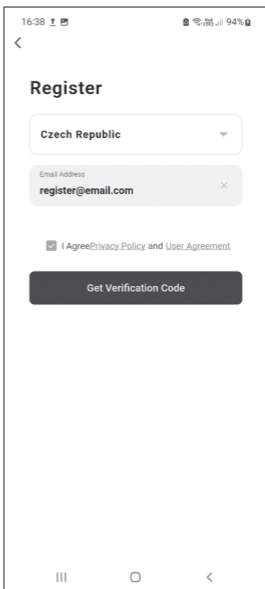 16:38 94%
Register
Czech Republic
Email Address
register@email.com
I AgreePrivacy Policy and User Agreement
Get Verification Code